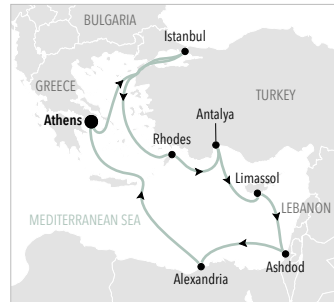 BULGARIA
Istanbul
GREECE
TURKEY
Athens
Antalya
Rhodes
Limassol
LEBANON
MEDITERRANEAN SEA
Ashdod
Alexandria